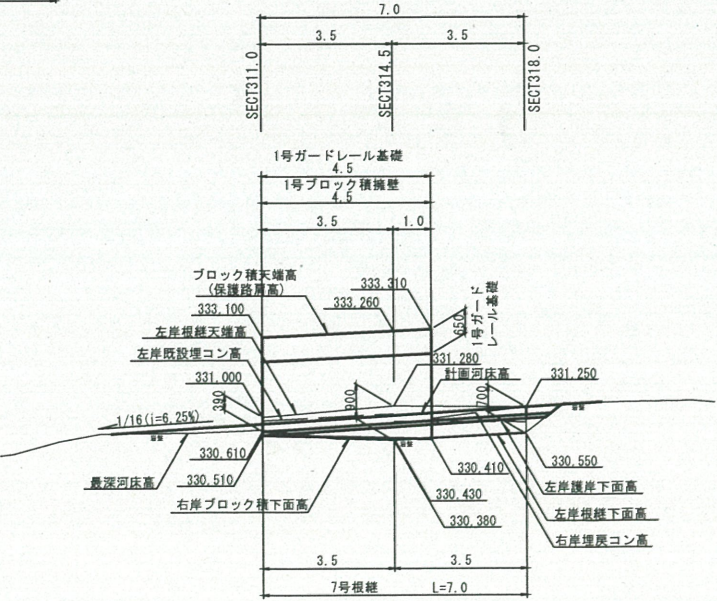 7.0
3.5 3.5
SECT311.0
SECT314.5
SECT318.0
1号ガードレール基礎
4.5
1号ブロック積擁壁
4.5
3.5 1.0
ブロック積天端高
(保護路肩高)
333,310
333,260
333,100
650
1号ガード
レール基礎
左岸根継天端高
左岸既設埋コン高
331,280
計画河床高
331,000
390
900
700
331,250
1/16(i=6,25%)
330,610
330,510
最深河床高
右岸ブロック積下面高
330,410
330,430
330,380
330,550
左岸護岸下面高
左岸根継下面高
右岸埋戻コン高
3.5 3.5
7号根継 L=7.0